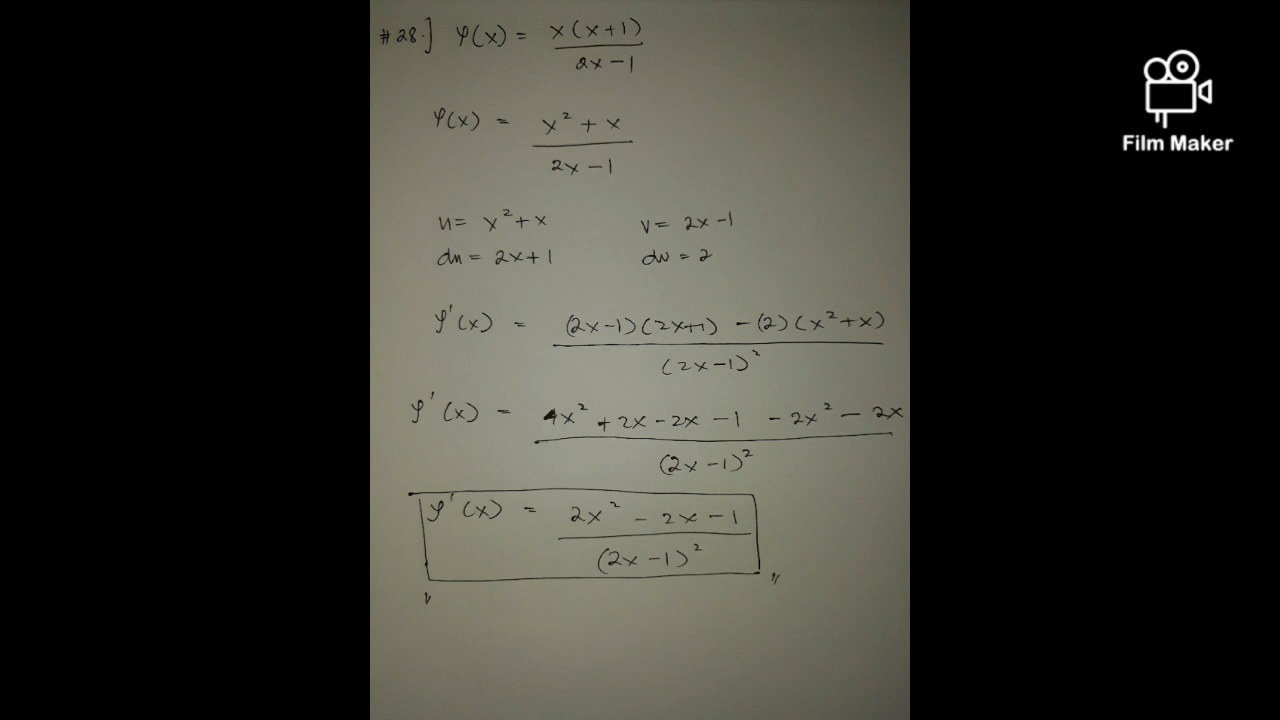 #28.] φ(x) = x(x+1) / 2x-1
φ(x) = x² + x / 2x-1
u = x² + x v = 2x-1
du = 2x+1 dv = 2
φ'(x) = (2x-1)(2x+1) - (2)(x²+x) / (2x-1)²
φ'(x) = 4x² + 2x - 2x - 1 - 2x² - 2x / (2x-1)²
φ'(x) = 2x² - 2x - 1 / (2x-1)²
Film Maker